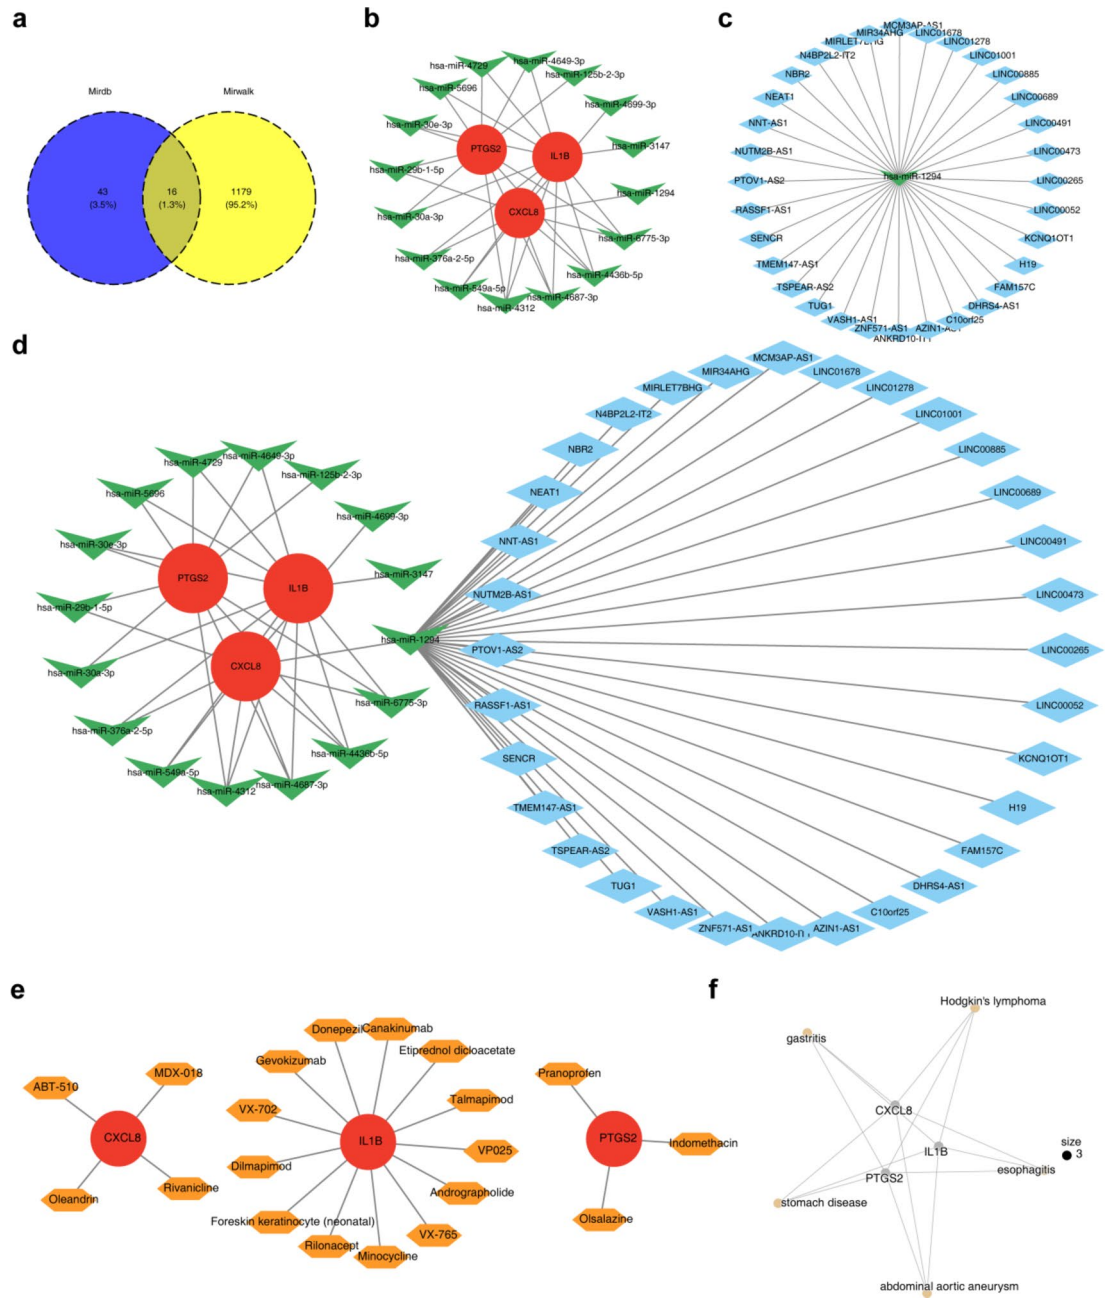 a
Mirdb
Mirwalk
43
(3.5%)
16
(1.3%)
1179
(95.2%)
b
hsa-miR-4649-3p
hsa-miR-4729
hsa-miR-125b-2-3p
hsa-miR-5696
hsa-miR-4699-3p
hsa-miR-30e-3p
hsa-miR-3147
PTGS2
IL1B
hsa-miR-29b-1-5p
hsa-miR-1294
CXCL8
hsa-miR-30a-3p
hsa-miR-6775-3p
hsa-miR-376a-2-5p
hsa-miR-4436b-5p
hsa-miR-549a-5p
hsa-miR-4687-3p
hsa-miR-4312
c
MCM3AP-AS1
MIR34AHG
LINC01678
MIRLET7BHG
LINC01278
N4BP2L2-IT2
LINC01001
NBR2
LINC00885
NEAT1
LINC00689
NNT-AS1
LINC00491
NUTM2B-AS1
LINC00473
hsa-miR-1294
PTOV1-AS2
LINC00265
RASSF1-AS1
LINC00052
SENCR
KCNQ1OT1
TMEM147-AS1
H19
TSPEAR-AS2
FAM157C
TUG1
DHRS4-AS1
VASH1-AS1
C10orf25
ZNF571-AS1
AZIN1-AS1
ANKRD10-IT1
d
MCM3AP-AS1
MIR34AHG
LINC01678
MIRLET7BHG
LINC01278
N4BP2L2-IT2
LINC01001
NBR2
LINC00885
NEAT1
LINC00689
NNT-AS1
LINC00491
NUTM2B-AS1
LINC00473
PTOV1-AS2
LINC00265
RASSF1-AS1
LINC00052
SENCR
KCNQ1OT1
TMEM147-AS1
H19
TSPEAR-AS2
FAM157C
TUG1
DHRS4-AS1
VASH1-AS1
C10orf25
ZNF571-AS1
ANKRD10-IT1
AZIN1-AS1
hsa-miR-4649-3p
hsa-miR-4729
hsa-miR-125b-2-3p
hsa-miR-5696
hsa-miR-4699-3p
hsa-miR-30e-3p
hsa-miR-3147
PTGS2
IL1B
hsa-miR-29b-1-5p
hsa-miR-1294
CXCL8
hsa-miR-30a-3p
hsa-miR-6775-3p
hsa-miR-376a-2-5p
hsa-miR-4436b-5p
hsa-miR-549a-5p
hsa-miR-4687-3p
hsa-miR-4312
e
MDX-018
ABT-510
CXCL8
Rivanicline
Oleandrin
Donepezil
Canakinumab
Gevokizumab
Etiprednol dicloacetate
VX-702
Talmapimod
IL1B
VP025
Dilmapimod
Andrographolide
Foreskin keratinocyte (neonatal)
VX-765
Rilonacept
Minocycline
Pranoprofen
PTGS2
Indomethacin
Olsalazine
f
Hodgkin's lymphoma
gastritis
CXCL8
IL1B
size
3
PTGS2
esophagitis
stomach disease
abdominal aortic aneurysm